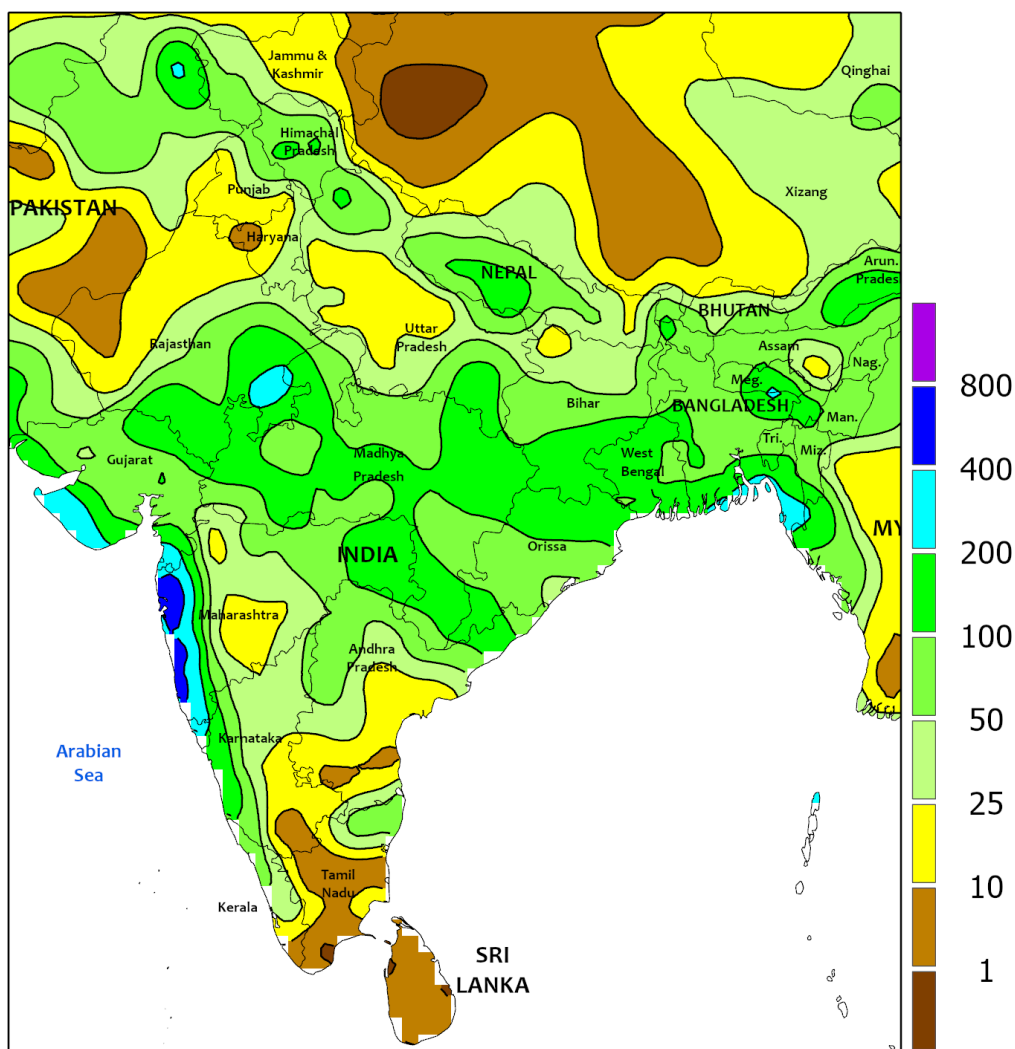 Jammu &
Kashmir
Qinghai
Himachal
Pradesh
Punjab
Xizang
PAKISTAN
Haryana
Arun.
Prades
NEPAL
BHUTAN
Uttar
Pradesh
Rajasthan
Assam
Nag.
Meg.
800
Bihar
BANGLADESH
Man.
Tri.
Miz.
Gujarat
Madhya
Pradesh
West
Bengal
400
MY
INDIA
Orissa
200
Maharashtra
100
Andhra
Pradesh
50
Karnataka
Arabian
Sea
25
Tamil
Nadu
10
Kerala
SRI
LANKA
1